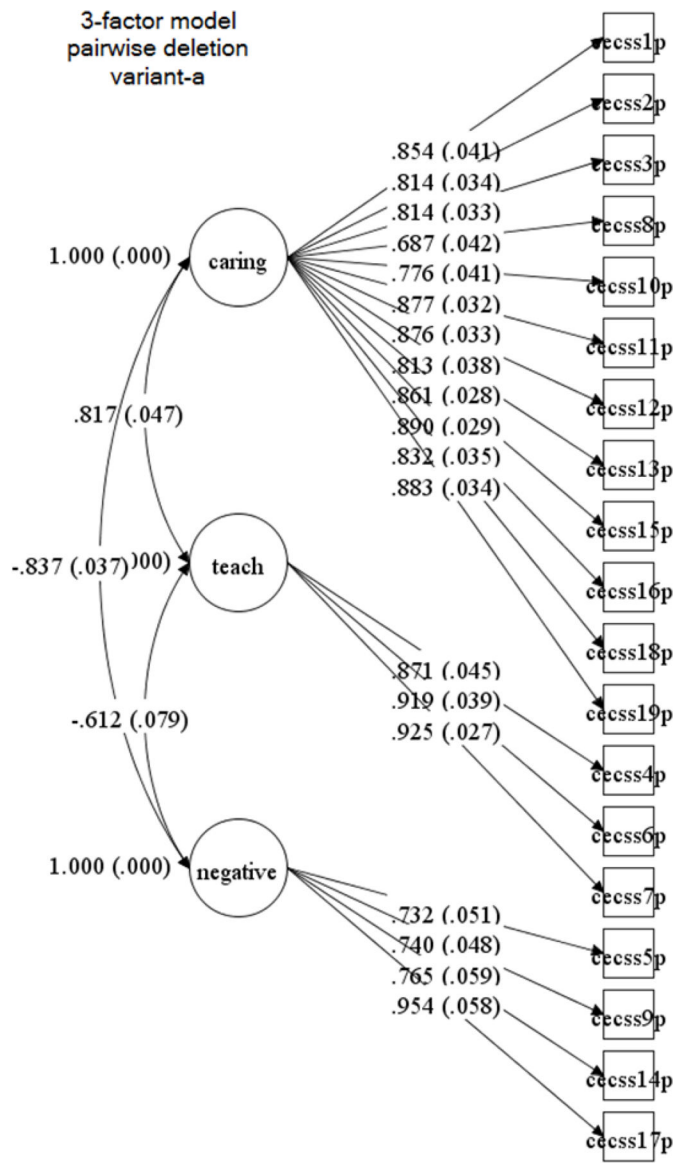 3-factor model
pairwise deletion
variant-a
cecss1p
cecss2p
cecss3p
cecss8p
cecss10p
cecss11p
cecss12p
cecss13p
cecss15p
cecss16p
cecss18p
cecss19p
cecss4p
cecss6p
cecss7p
cecss5p
cecss9p
cecss14p
cecss17p
.854 (.041)
.814 (.034)
.814 (.033)
.687 (.042)
.776 (.041)
.877 (.032)
.876 (.033)
.813 (.038)
.861 (.028)
.890 (.029)
.832 (.035)
.883 (.034)
1.000 (.000)
caring
.817 (.047)
-.837 (.037)
teach
.871 (.045)
.919 (.039)
.925 (.027)
-.612 (.079)
1.000 (.000)
negative
.732 (.051)
.740 (.048)
.765 (.059)
.954 (.058)